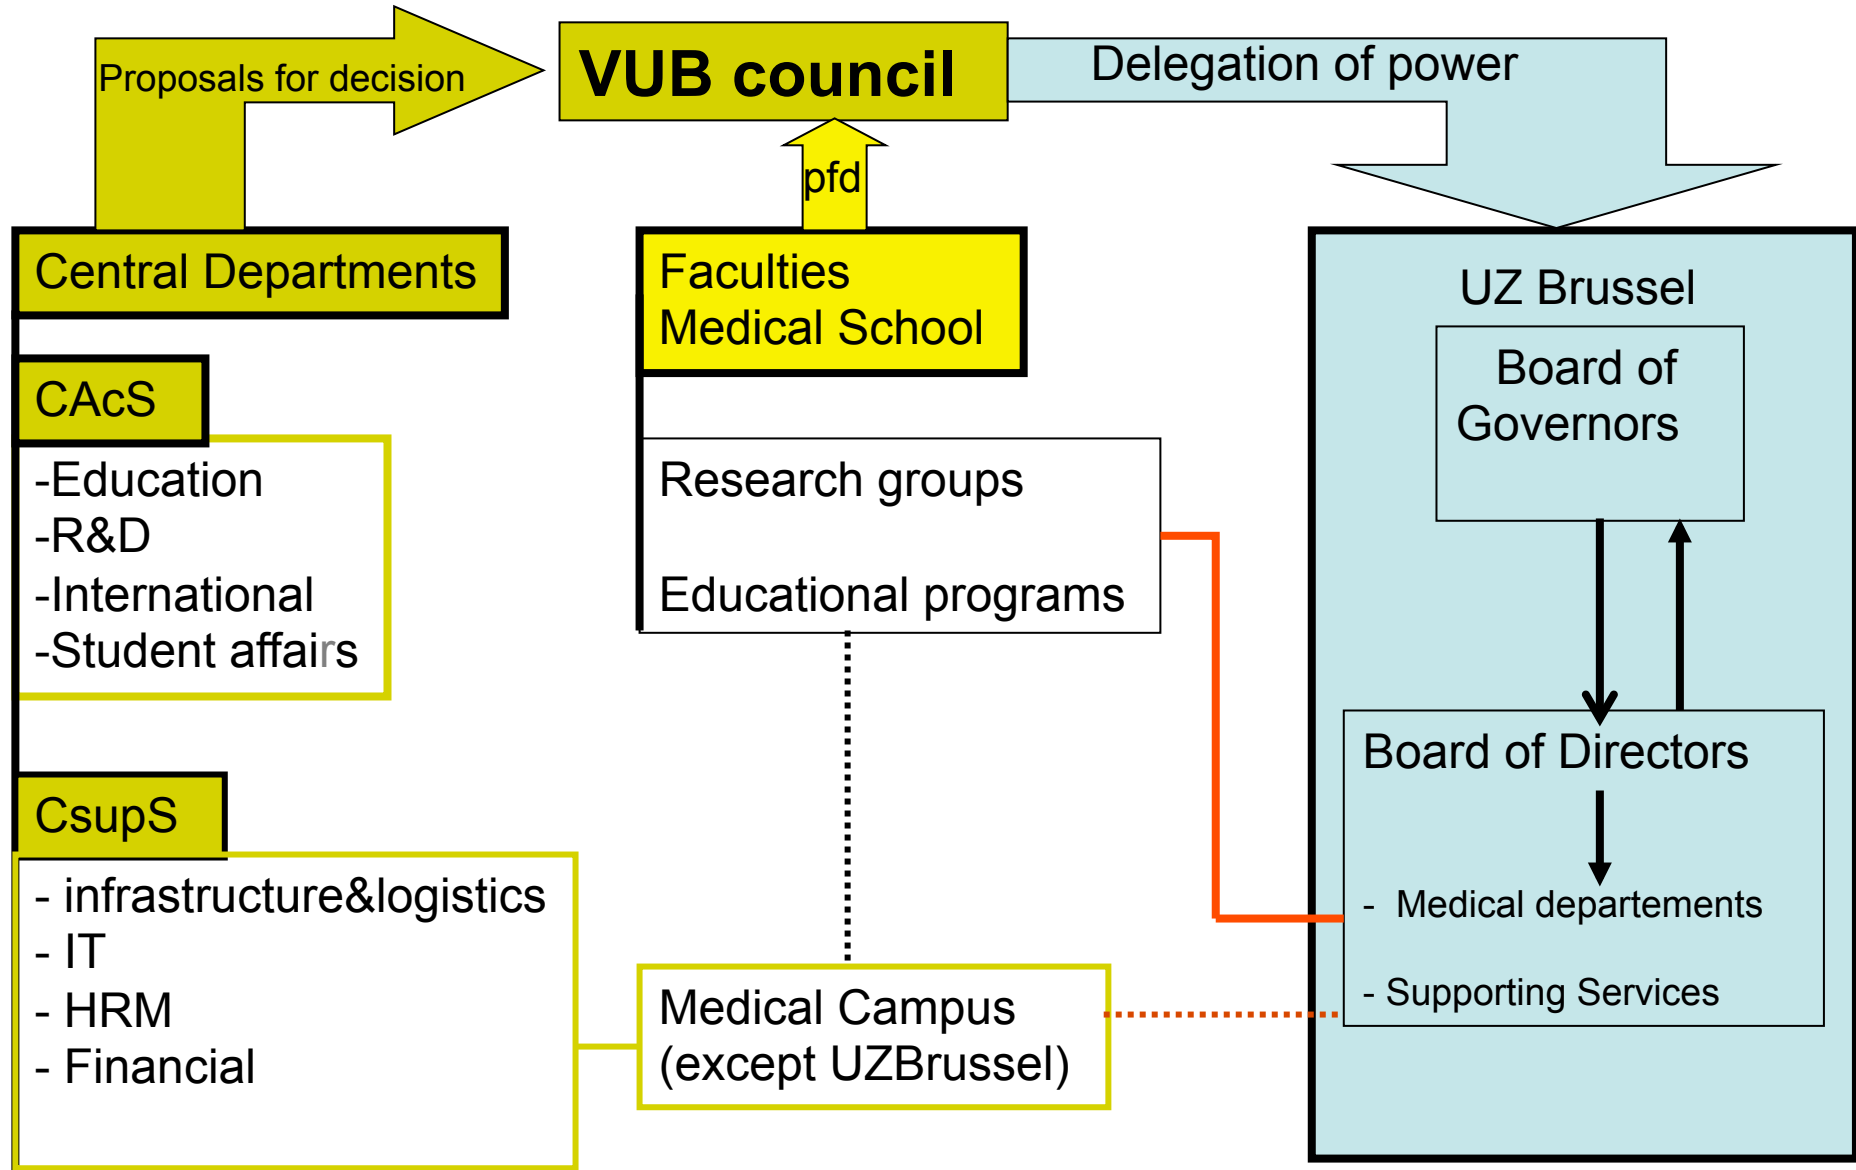 Proposals for decision
VUB council
Delegation of power
pfd
Central Departments
CAcS
-Education
-R&D
-International
-Student affairs
CsupS
- infrastructure&logistics
- IT
- HRM
- Financial
Faculties
Medical School
Research groups
Educational programs
Medical Campus
(except UZBrussel)
UZ Brussel
Board of
Governors
Board of Directors
- Medical departements
- Supporting Services